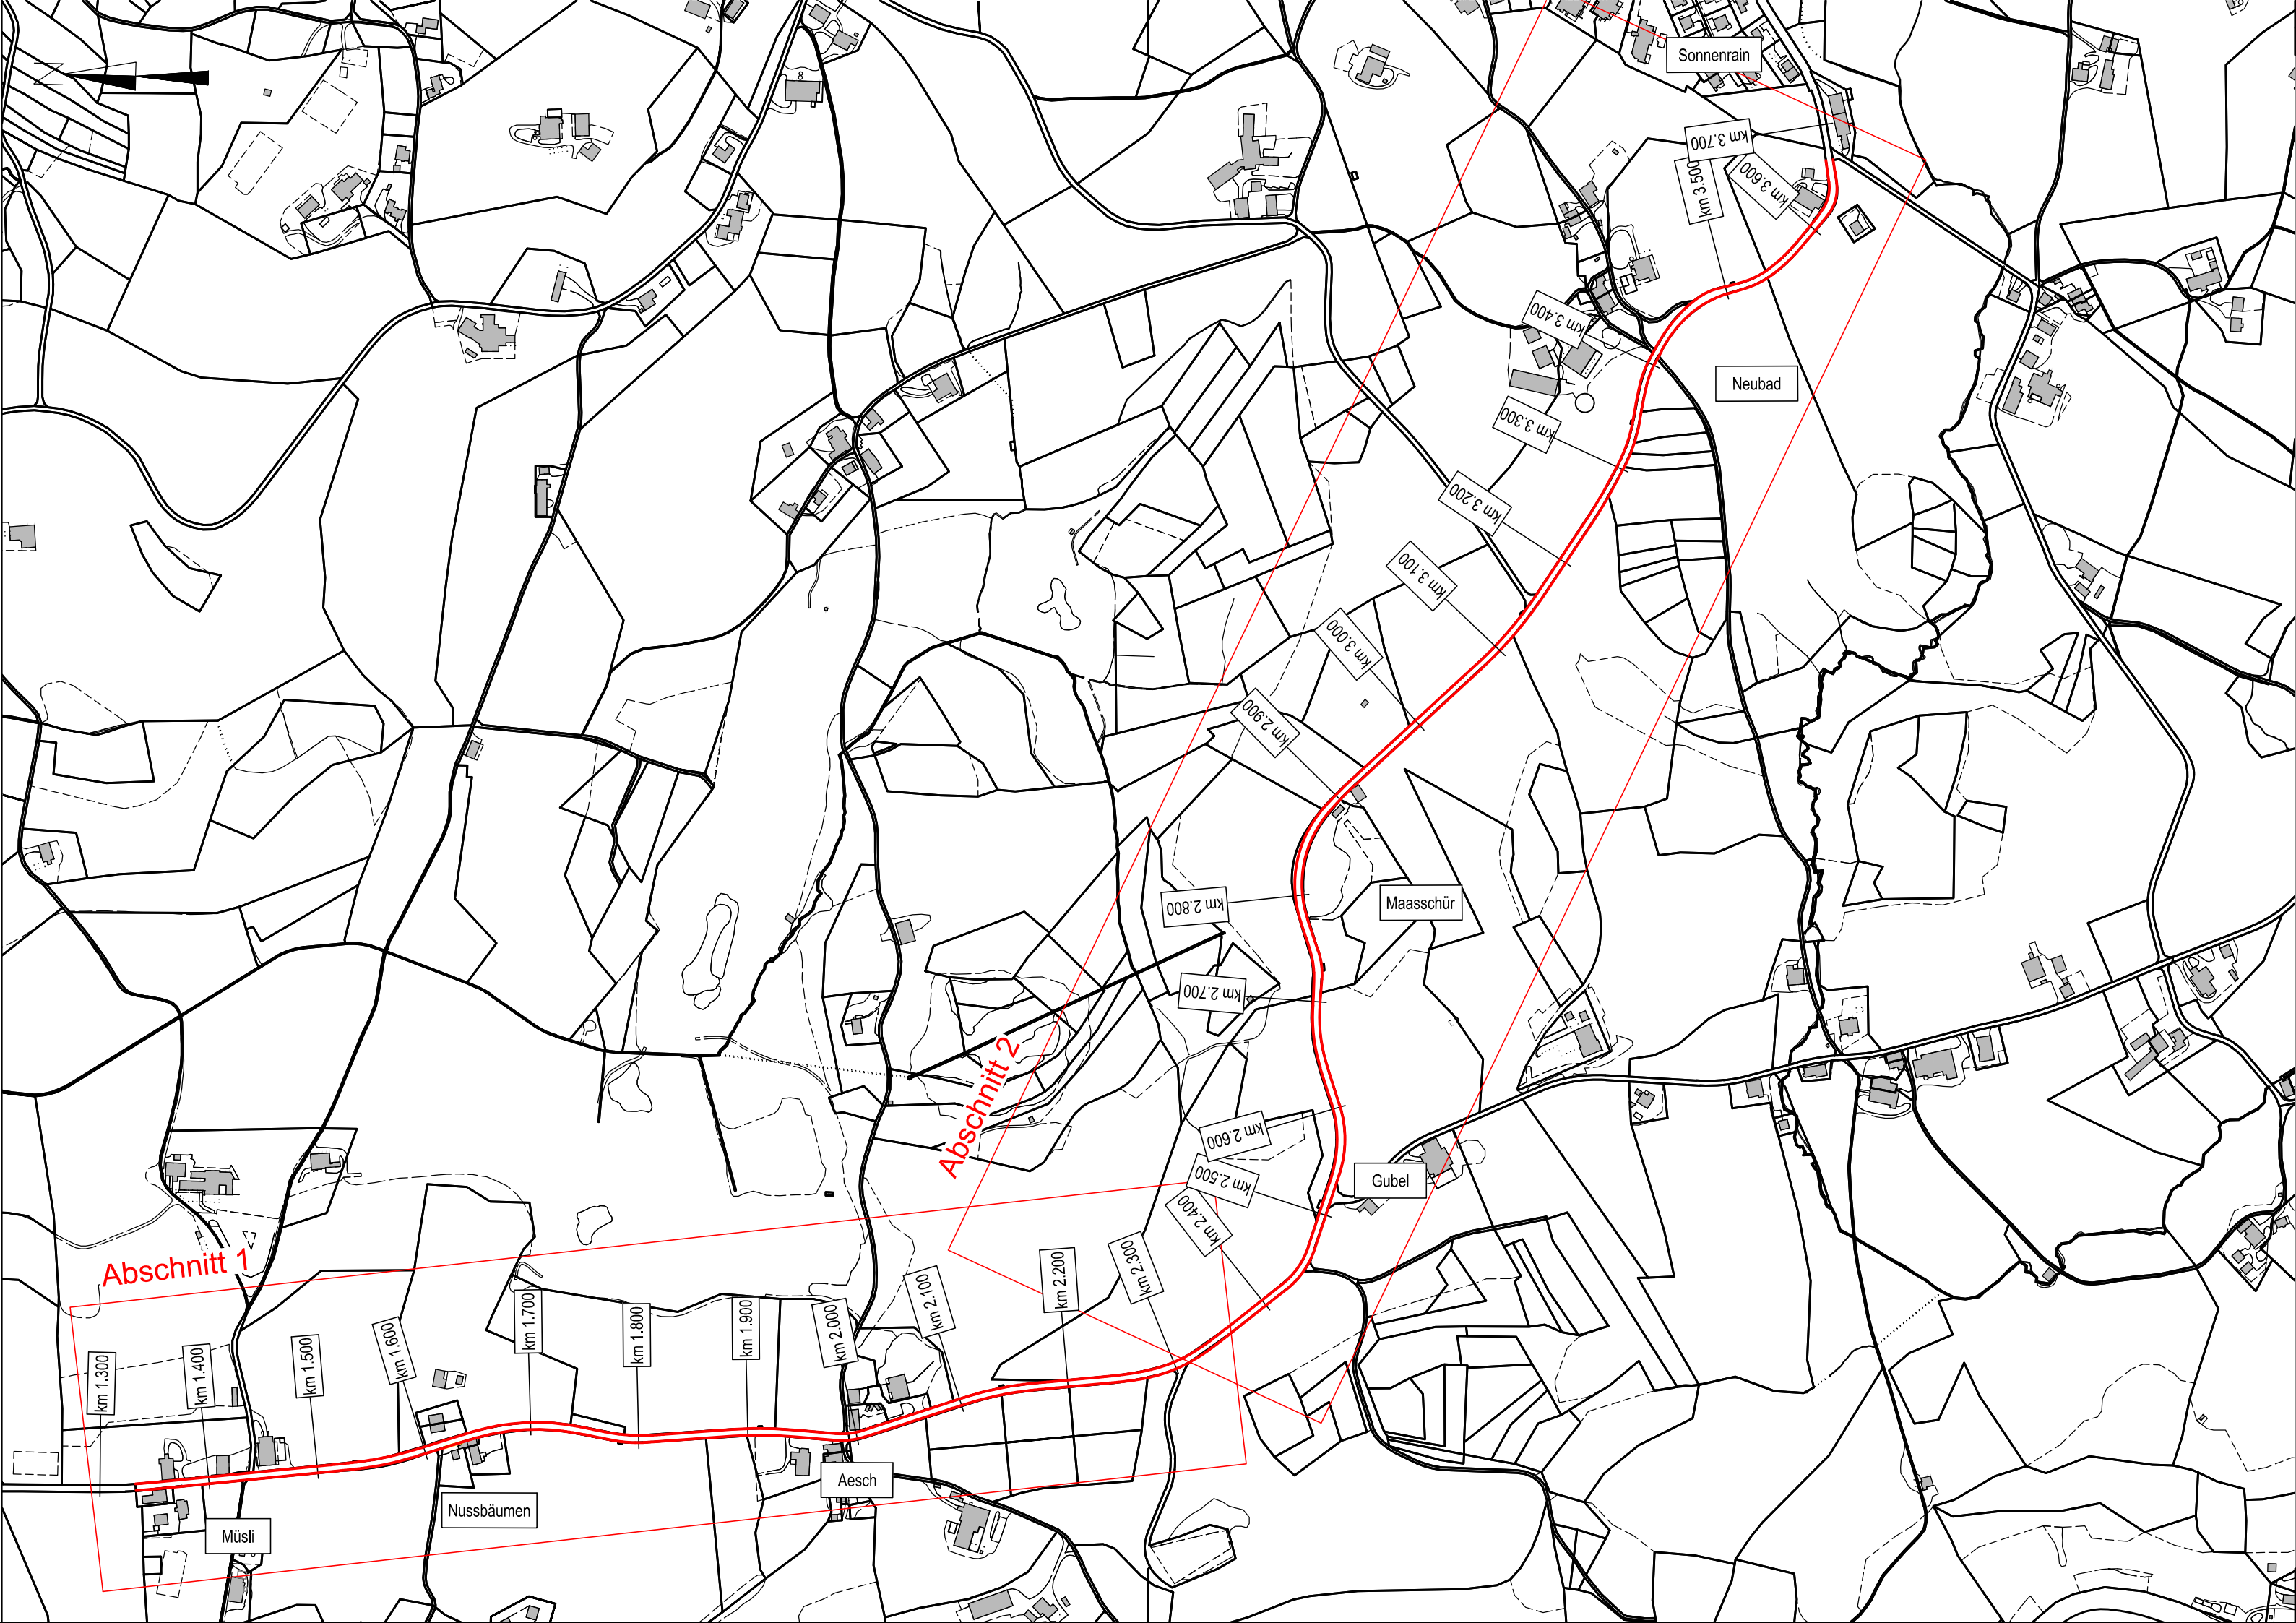 Sonnenrain
N
km 3.700
km 3.600
km 3.500
km 3.400
Neubad
km 3.300
km 3.200
km 3.100
km 3.000
km 2.900
km 2.800
Maasschür
km 2.700
Abschnitt 2
km 2.600
km 2.500
Gubel
km 2.400
Abschnitt 1
km 2.300
km 2.200
km 2.100
km 2.000
km 1.900
km 1.800
km 1.700
km 1.600
km 1.500
km 1.400
km 1.300
Aesch
Nussbäumen
Müsli